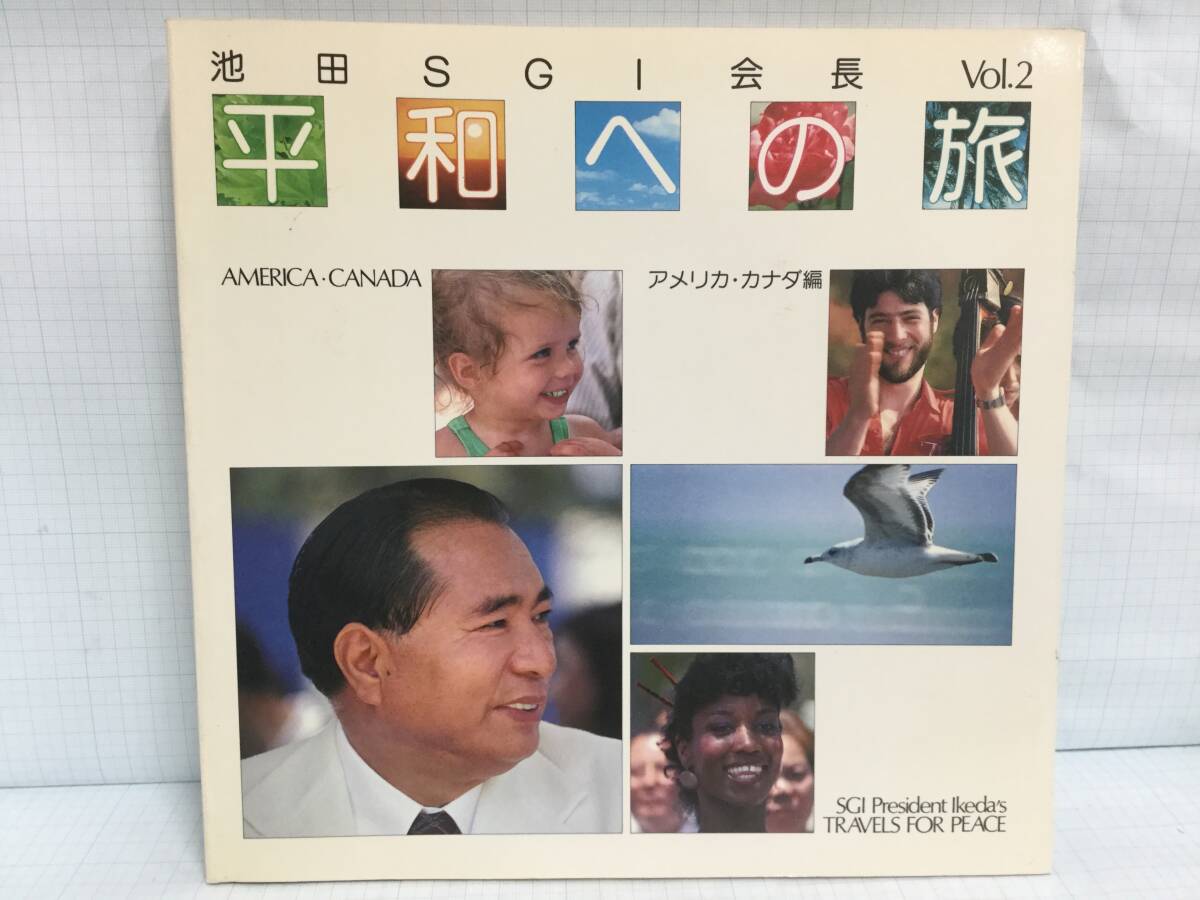 池田SGI会長 Vol.2
平和への旅
AMERICA・CANADA
アメリカ・カナダ編
SGI President Ikeda's
TRAVELS FOR PEACE